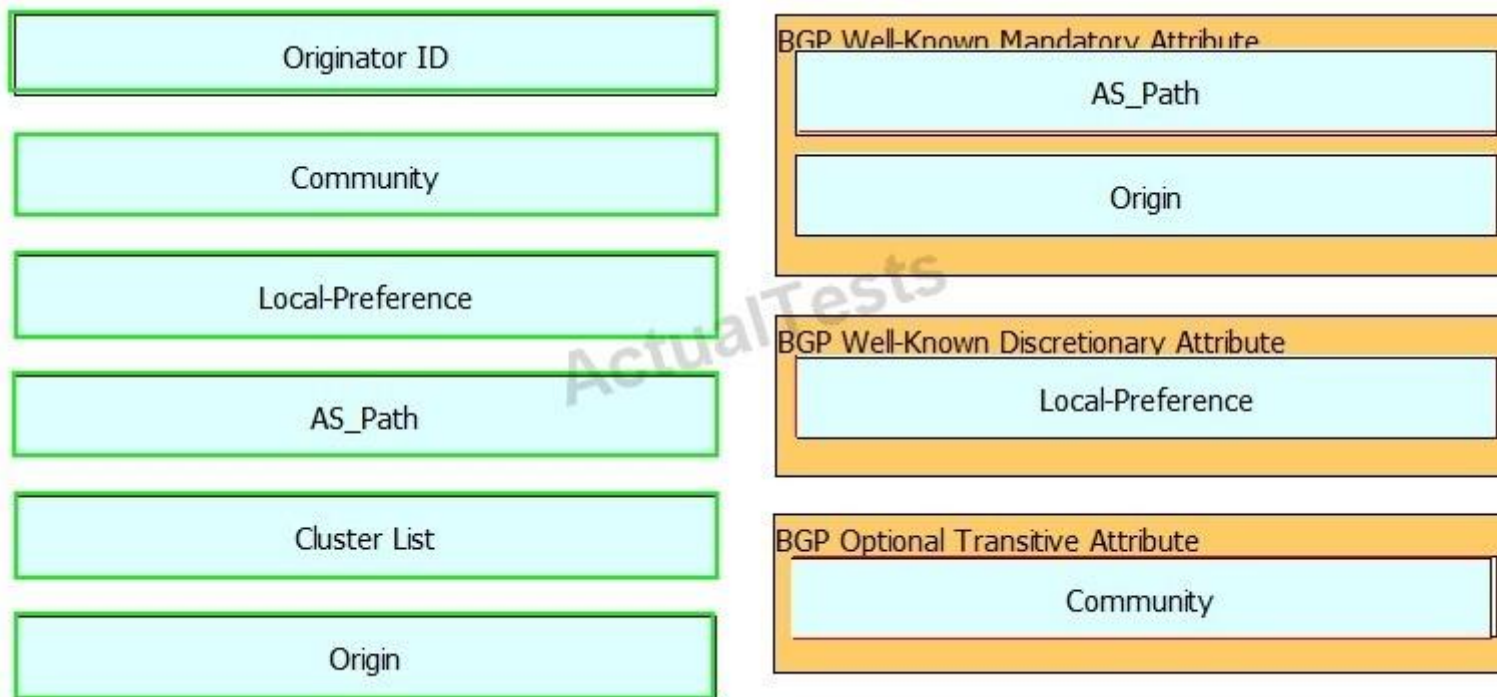 Originator ID
Community
Local-Preference
AS_Path
Cluster List
Origin
BGP Well-Known Mandatory Attribute
AS_Path
Origin
BGP Well-Known Discretionary Attribute
Local-Preference
BGP Optional Transitive Attribute
Community
ActualTests